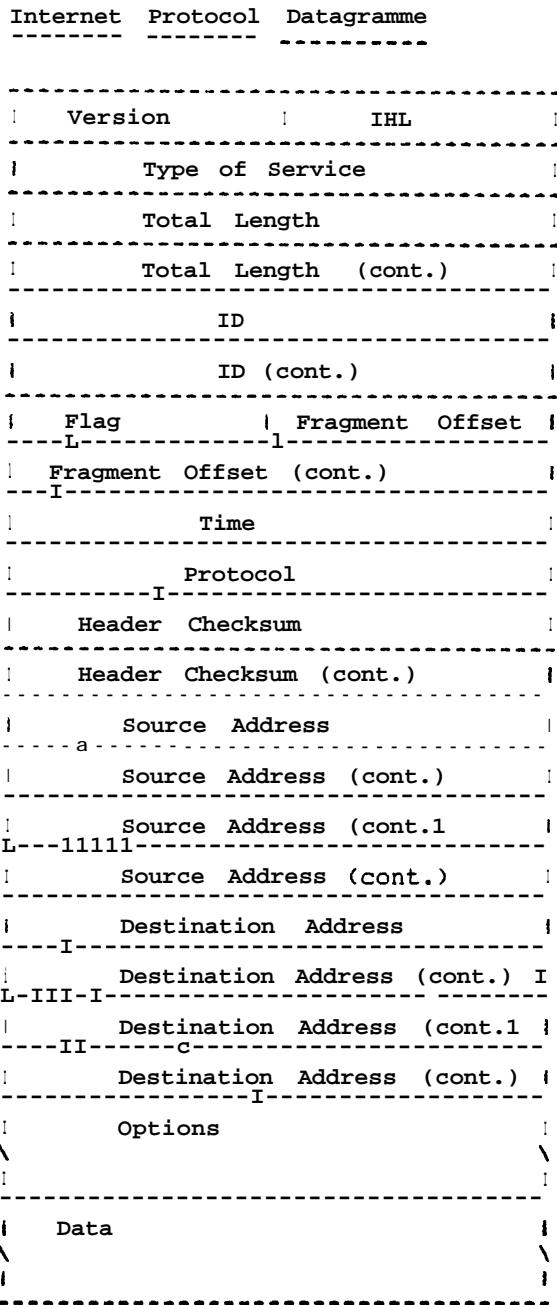 Internet Protocol Datagramme
Version IHL
Type of Service
Total Length
Total Length (cont.)
ID
ID (cont.)
Flag Fragment Offset
Fragment Offset (cont.)
Time
Protocol
Header Checksum
Header Checksum (cont.)
Source Address
Source Address (cont.)
Source Address (cont.1
Source Address (cont.)
Destination Address
Destination Address (cont.)
Destination Address (cont.1
Destination Address (cont.)
Options
Data